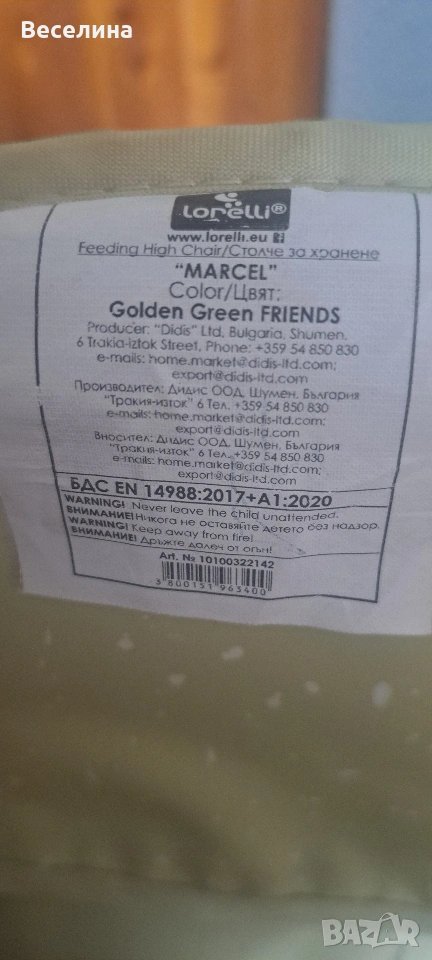 Веселина
Lorelli®
www.lorelli.eu
Feeding High Chair/Столче за хранене
"MARCEL"
Color/Цвят:
Golden Green FRIENDS
Producer: "Didis" Ltd, Bulgaria, Shumen,
6 Trakia-iztok Street, Phone: +359 54 850 830
e-mails: home.market@didis-ltd.com;
export@didis-ltd.com
Производител: Дидис ООД, Шумен, България
"Тракия-изток" 6 Тел. +359 54 850 830
e-mails: home.market@didis-ltd.com;
export@didis-ltd.com
Вносител: Дидис ООД, Шумен, България
"Тракия-изток" 6 Тел. +359 54 850 830
e-mails: home.market@didis-ltd.com;
export@didis-ltd.com
БДС EN 14988:2017+A1:2020
WARNING! Never leave the child unattended.
ВНИМАНИЕ! Никога не оставяйте детето без надзор.
WARNING! Keep away from fire!
ВНИМАНИЕ! Дръжте далеч от огън!
Art. № 10100322142
3 800151 963400
BAZAR